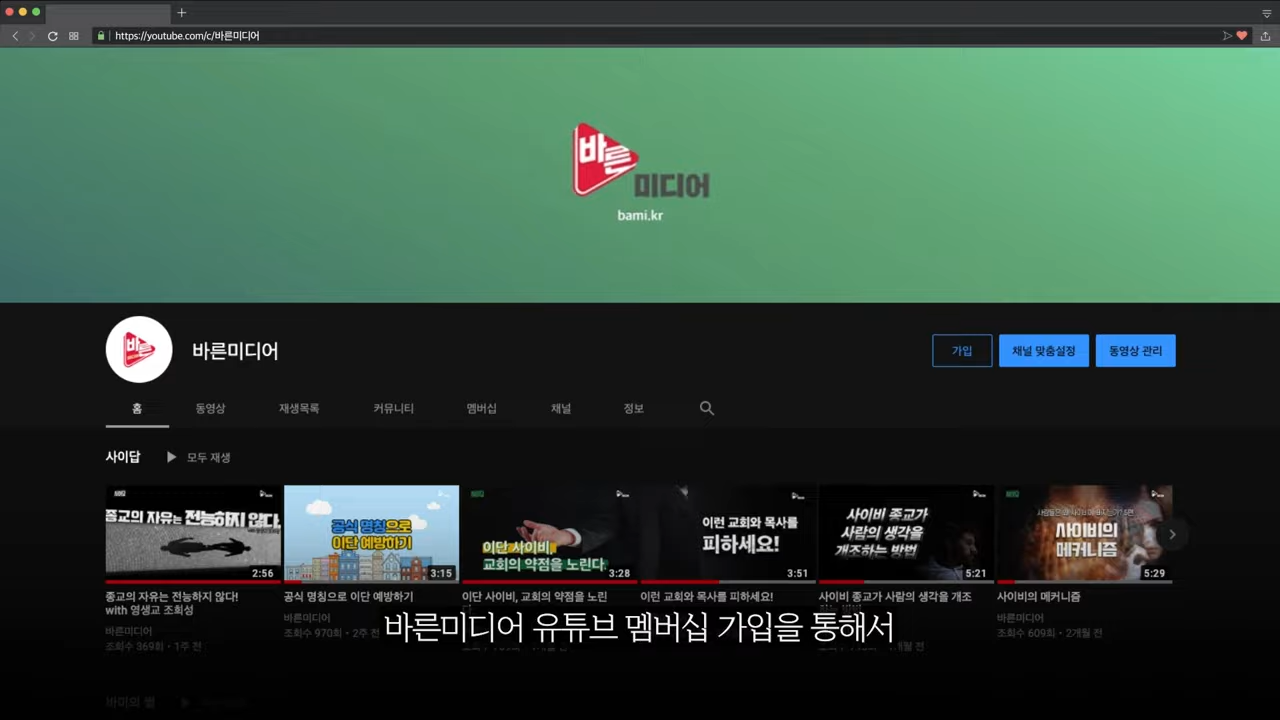 https://youtube.com/c/바른미디어
바른
미디어
bami.kr
바른미디어
가입
채널 맞춤설정
동영상 관리
홈
동영상
재생목록
커뮤니티
멤버십
채널
정보
사이답
모두 재생
종교의 자유는 전능하지 않다.
2:56
공식 명칭으로
이단 예방하기
3:15
이단 사이비,
교회의 약점을 노린다.
3:28
이런 교회와 목사를
피하세요!
3:51
사이비 종교가
사람의 생각을
개조하는 방법
5:21
사이비의
메커니즘
5:29
종교의 자유는 전능하지 않다!
with 영생교 조희성
바른미디어
조회수 369회 • 1주 전
공식 명칭으로 이단 예방하기
바른미디어
조회수 970회 • 2주 전
이단 사이비, 교회의 약점을 노린
이런 교회와 목사를 피하세요!
사이비 종교가 사람의 생각을 개조
사이비의 메커니즘
바른미디어
조회수 609회 • 2개월 전
바른미디어 유튜브 멤버십 가입을 통해서